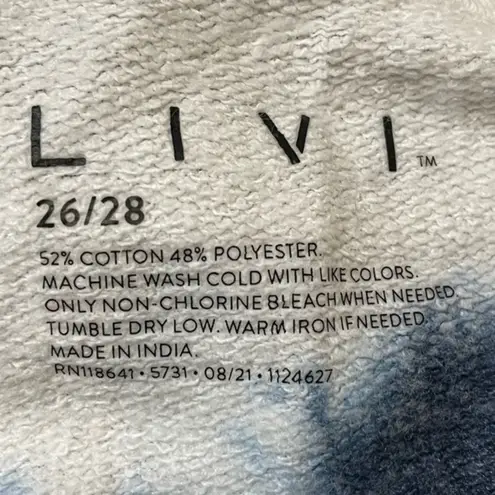 LIVI™
26/28
52% COTTON 48% POLYESTER.
MACHINE WASH COLD WITH LIKE COLORS.
ONLY NON-CHLORINE BLEACH WHEN NEEDED.
TUMBLE DRY LOW. WARM IRON IF NEEDED.
MADE IN INDIA.
RN118641 • 5731 • 08/21 • 1124627